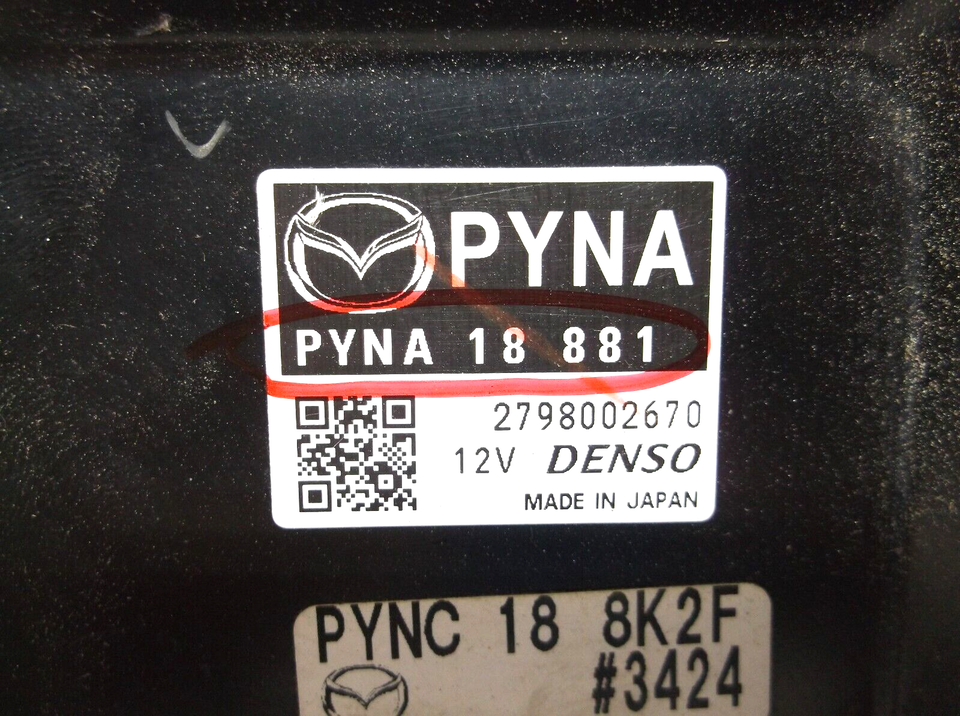 PYNA
PYNA 18 881
2798002670
12V DENSO
MADE IN JAPAN
PYNC 18 8K2F
#3424